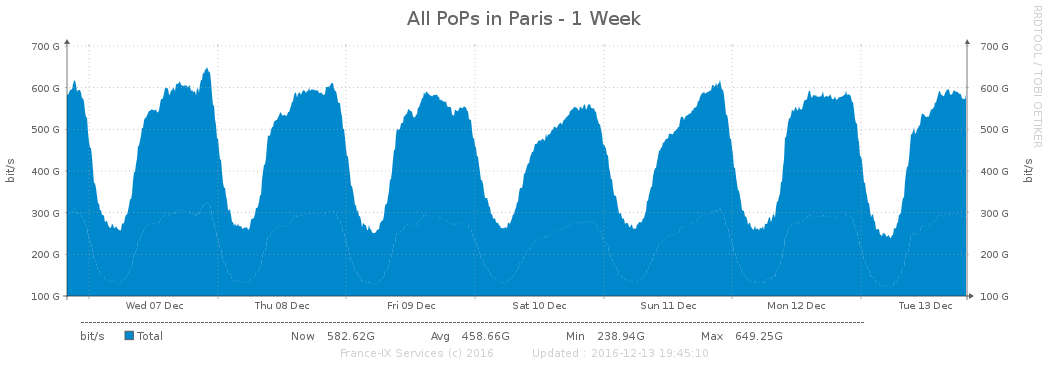 All PoPs in Paris - 1 Week
RRDTOOL / TOBI OETIKER
700 G 700 G
600 G 600 G
500 G 500 G
400 G 400 G
300 G 300 G
200 G 200 G
100 G 100 G
bit/s bit/s
Wed 07 Dec Thu 08 Dec Fri 09 Dec Sat 10 Dec Sun 11 Dec Mon 12 Dec Tue 13 Dec
bit/s Total Now 582.62G Avg 458.66G Min 238.94G Max 649.25G
France-IX Services (c) 2016 Updated : 2016-12-13 19:45:10